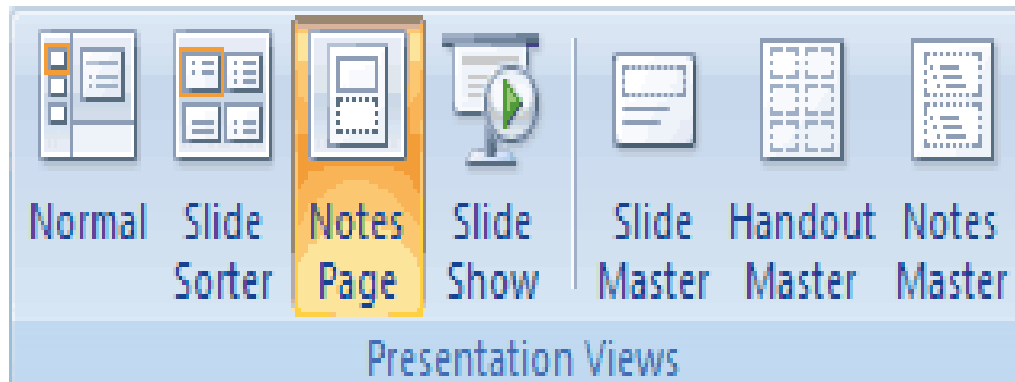 Normal
Slide
Sorter
Notes
Page
Slide
Show
Slide
Master
Handout
Master
Notes
Master
Presentation Views